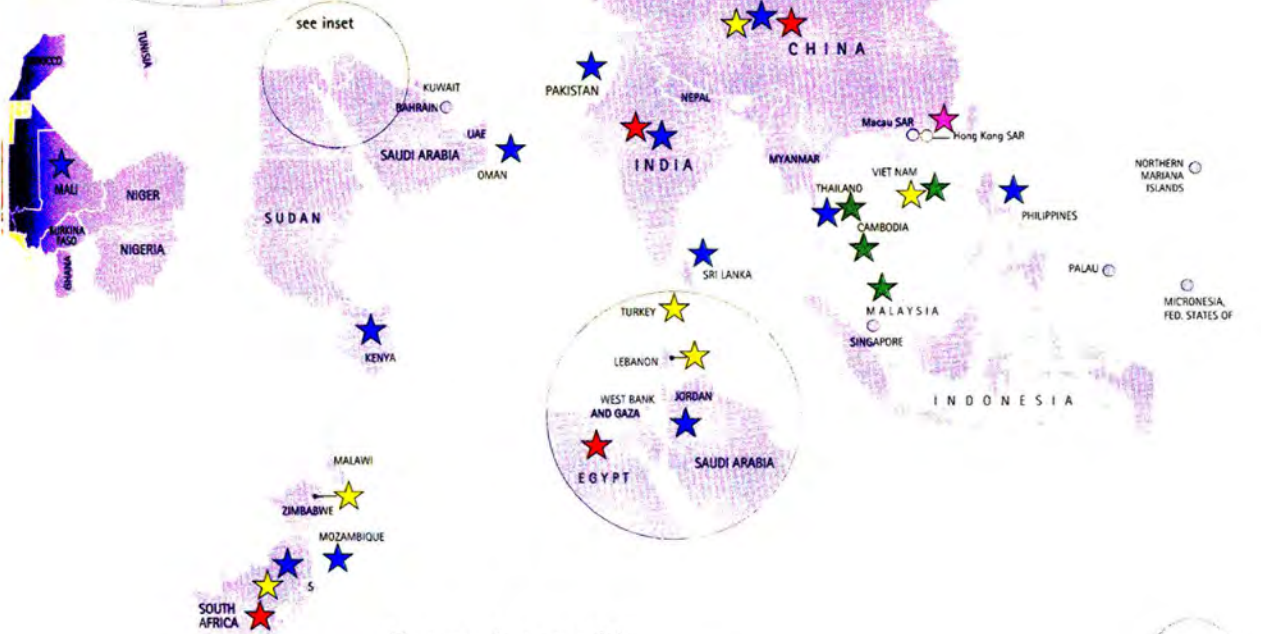 see inset
TUNISIA
CHINA
KUWAIT
PAKISTAN
NEPAL
BAHRAIN
Macau SAR
Hong Kong SAR
UAE
SAUDI ARABIA
OMAN
INDIA
MYANMAR
NORTHERN
MARIANA
ISLANDS
VIET NAM
THAILAND
MALI
NIGER
SUDAN
PHILIPPINES
CAMBODIA
FASO
NIGERIA
GHANA
SRI LANKA
PALAU
MICRONESIA,
FED. STATES OF
TURKEY
MALAYSIA
SINGAPORE
KENYA
LEBANON
WEST BANK
AND GAZA
JORDAN
INDONESIA
EGYPT
SAUDI ARABIA
MALAWI
ZIMBABWE
MOZAMBIQUE
S
SOUTH
AFRICA